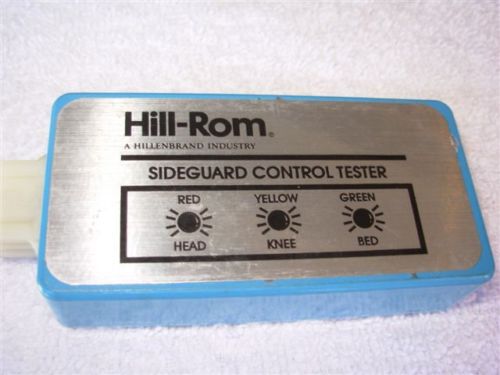 Hill-Rom®
A HILLENBRAND INDUSTRY
SIDEGUARD CONTROL TESTER
RED YELLOW GREEN
HEAD KNEE BED